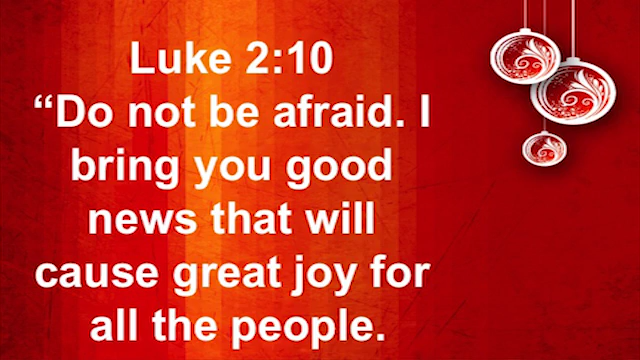 Luke 2:10
“Do not be afraid. I
bring you good
news that will
cause great joy for
all the people.